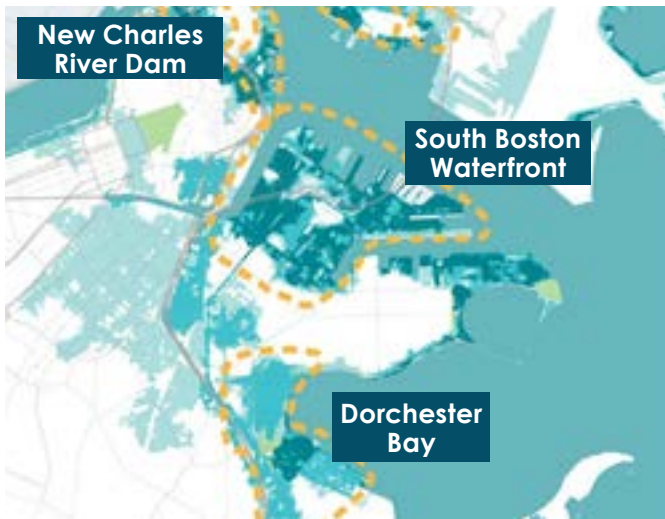 New Charles
River Dam
South Boston
Waterfront
Dorchester
Bay